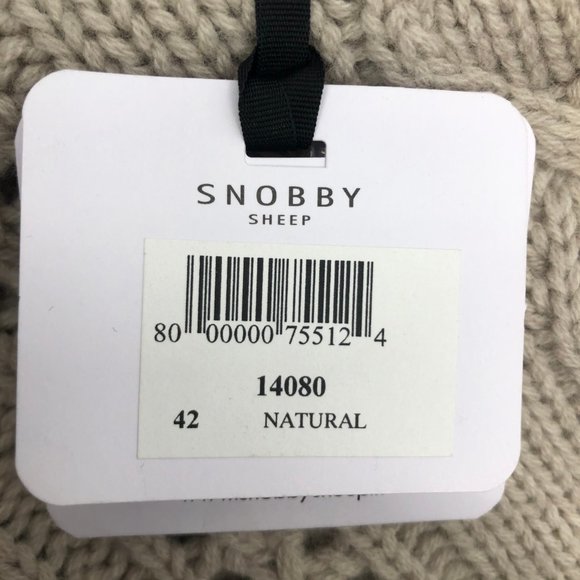 SNOBBY
SHEEP
80 00000 75512 4
14080
42 NATURAL